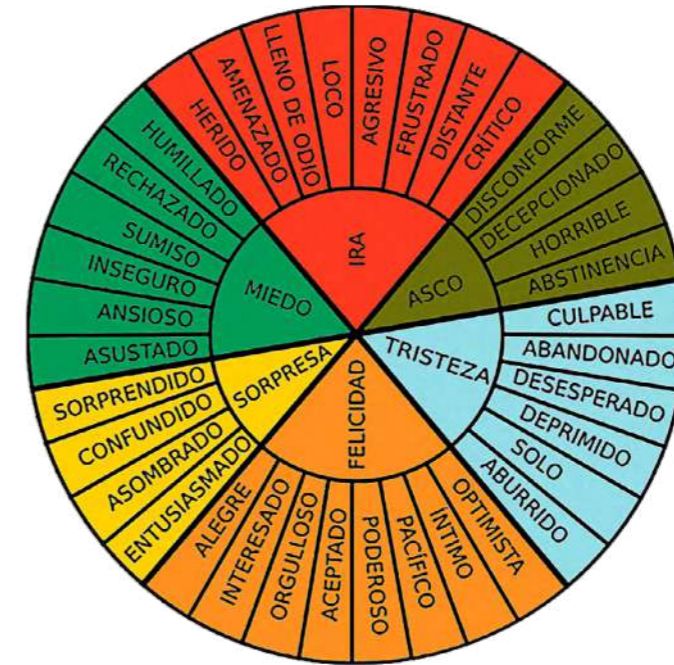 IRA
HERIDO
AMENAZADO
LLENO DE ODIO
LOCO
AGRESIVO
FRUSTRADO
DISTANTE
CRÍTICO
ASCO
DISCONFORME
DECEPCIONADO
HORRIBLE
ABSTINENCIA
TRISTEZA
CULPABLE
ABANDONADO
DESESPERADO
DEPRIMIDO
SOLO
ABURRIDO
FELICIDAD
OPTIMISTA
ÍNTIMO
PACÍFICO
PODEROSO
ACEPTADO
ORGULLOSO
INTERESADO
ALEGRE
SORPRESA
ENTUSIASMADO
ASOMBRADO
CONFUNDIDO
SORPRENDIDO
MIEDO
ASUSTADO
ANSIOSO
INSEGURO
SUMISO
RECHAZADO
HUMILLADO